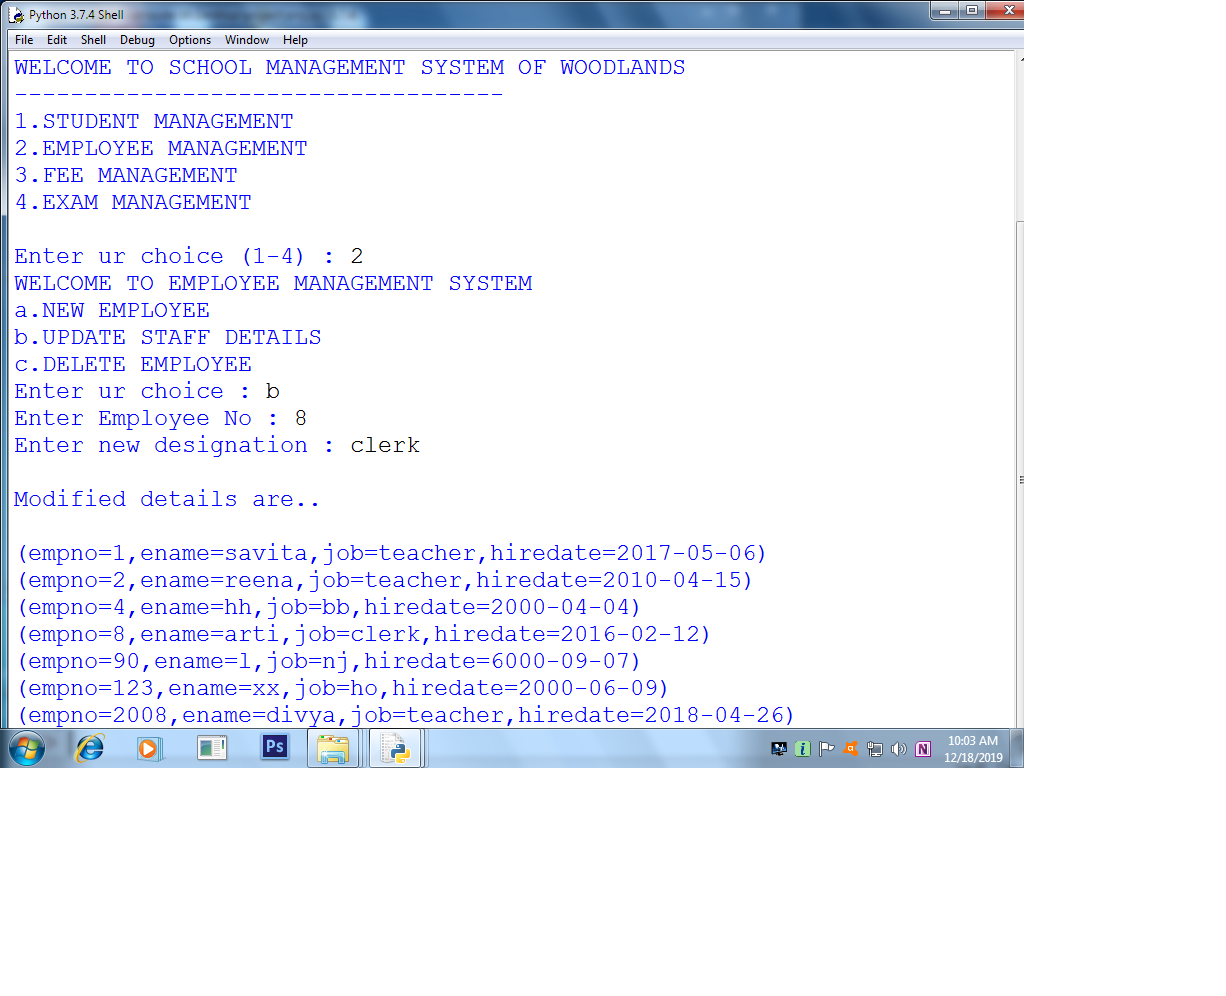 Python 3.7.4 Shell
File Edit Shell Debug Options Window Help
WELCOME TO SCHOOL MANAGEMENT SYSTEM OF WOODLANDS
-----------------------------------
1.STUDENT MANAGEMENT
2.EMPLOYEE MANAGEMENT
3.FEE MANAGEMENT
4.EXAM MANAGEMENT
Enter ur choice (1-4) : 2
WELCOME TO EMPLOYEE MANAGEMENT SYSTEM
a.NEW EMPLOYEE
b.UPDATE STAFF DETAILS
c.DELETE EMPLOYEE
Enter ur choice : b
Enter Employee No : 8
Enter new designation : clerk
Modified details are..
(empno=1,ename=savita,job=teacher,hiredate=2017-05-06)
(empno=2,ename=reena,job=teacher,hiredate=2010-04-15)
(empno=4,ename=hh,job=bb,hiredate=2000-04-04)
(empno=8,ename=arti,job=clerk,hiredate=2016-02-12)
(empno=90,ename=l,job=nj,hiredate=6000-09-07)
(empno=123,ename=xx,job=ho,hiredate=2000-06-09)
(empno=2008,ename=divya,job=teacher,hiredate=2018-04-26)
Ps
N
10:03 AM
12/18/2019